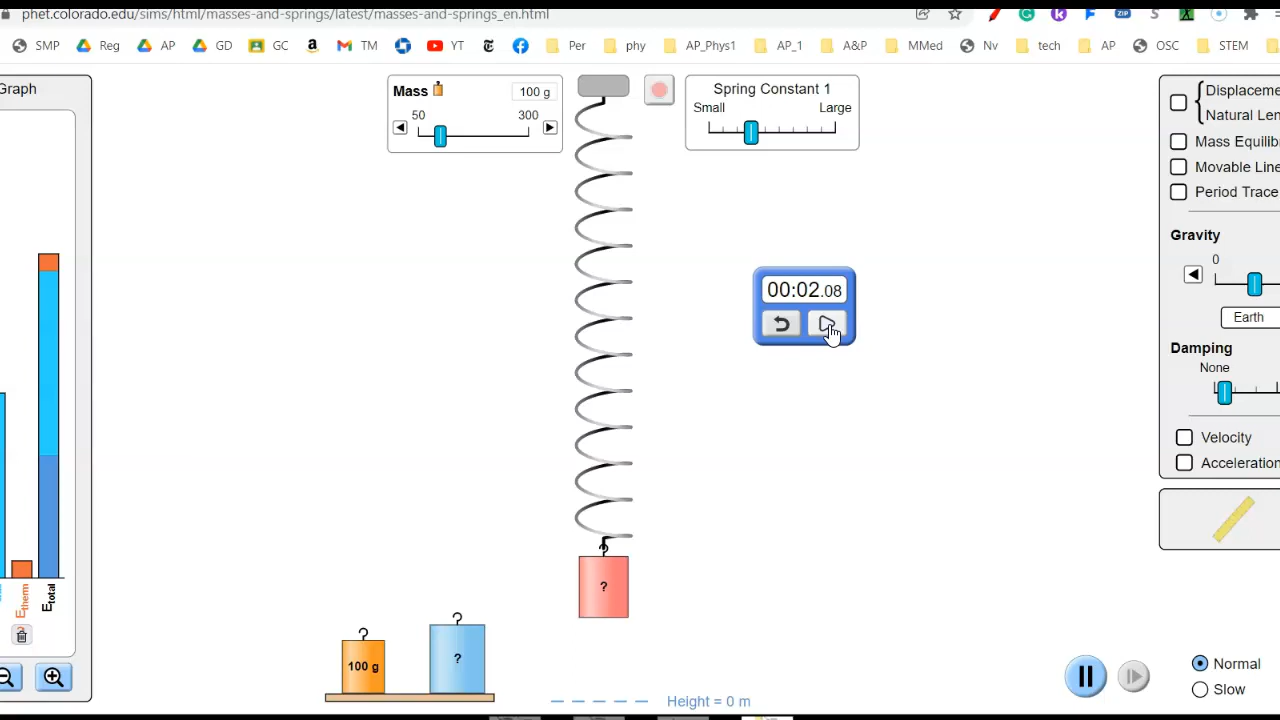 phet.colorado.edu/sims/html/masses-and-springs/latest/masses-and-springs_en.html
SMP Reg AP GD GC TM YT Per phy AP_Phys1 AP_1 A&P MMed Nv tech AP OSC STEM
ZIP
Graph
Mass 100 g
50 300
Spring Constant 1
Small Large
Displaceme
Natural Len
Mass Equilib
Movable Line
Period Trace
Gravity
0
Earth
Damping
None
Velocity
Acceleration
00:02.08
Etherm
Etotal
100 g
?
?
Height = 0 m
Normal
Slow